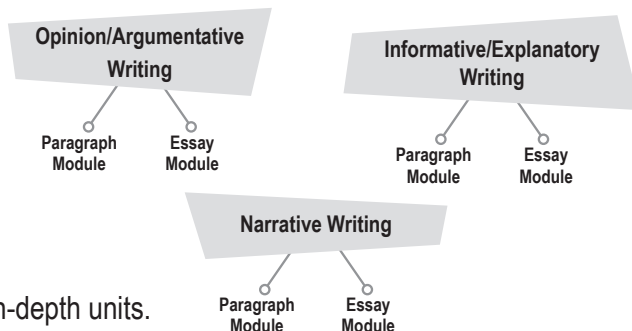 Opinion/Argumentative
Writing
Paragraph
Module
Essay
Module
Informative/Explanatory
Writing
Paragraph
Module
Essay
Module
Narrative Writing
Paragraph
Module
Essay
Module
n-depth units.